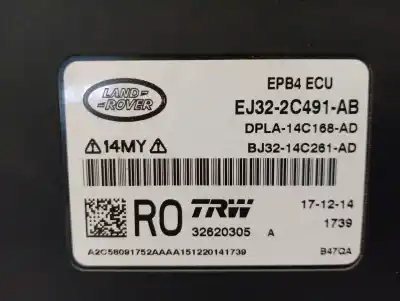 LAND-
ROVER
EPB4 ECU
EJ32-2C491-AB
DPLA-14C168-AD
⚠14MY⚠
BJ32-14C261-AD
RO
TRW
32620305 A
17-12-14
1739
A2C58091752AAAA151220141739
B47QA